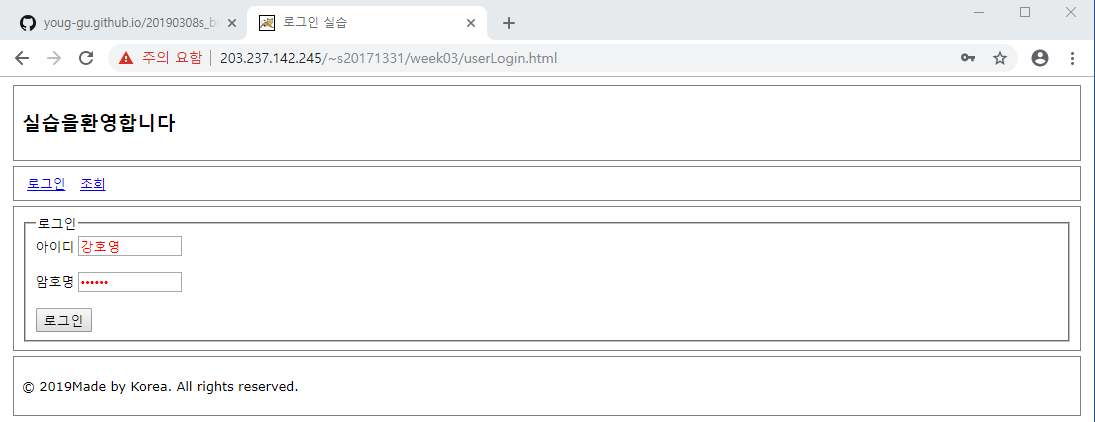 youg-gu.github.io/20190308s_b
로그인 실습
주의 요함 | 203.237.142.245/~s20171331/week03/userLogin.html
실습을환영합니다
로그인 조회
로그인
아이디 강호영
암호명 ••••••
로그인
© 2019Made by Korea. All rights reserved.